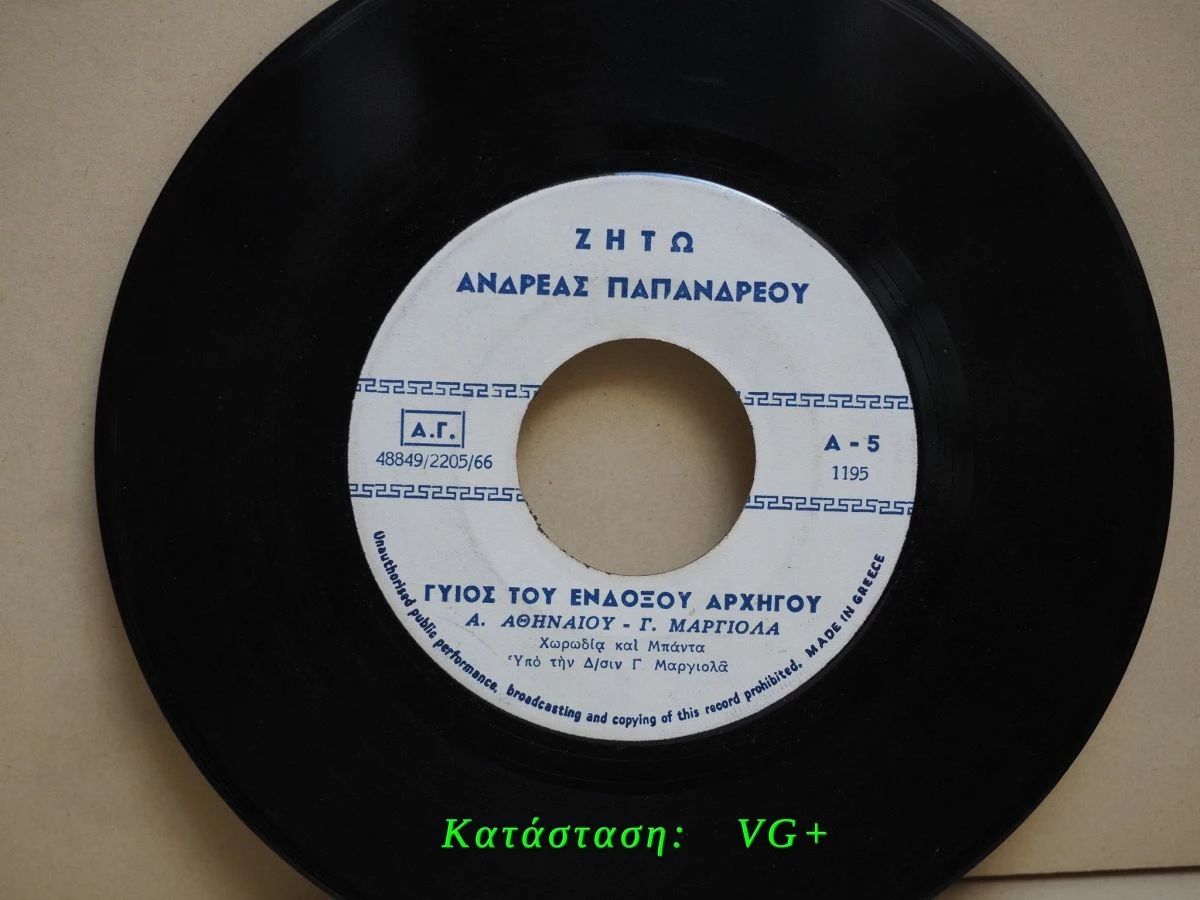 ΖΗΤΩ
ΑΝΔΡΕΑΣ ΠΑΠΑΝΔΡΕΟΥ
Α.Γ.
48849/2205/66
Α - 5
1195
ΓΥΙΟΣ ΤΟΥ ΕΝΔΟΞΟΥ ΑΡΧΗΓΟΥ
Α. ΑΘΗΝΑΙΟΥ - Γ. ΜΑΡΓΙΟΛΑ
Χωρωδίᾳ καὶ Μπάντα
Ὑπὸ τὴν Δ/σιν Γ. Μαργιολᾶ
Unauthorised public performance, broadcasting and copying of this record prohibited. MADE IN GREECE
Κατάσταση: VG+